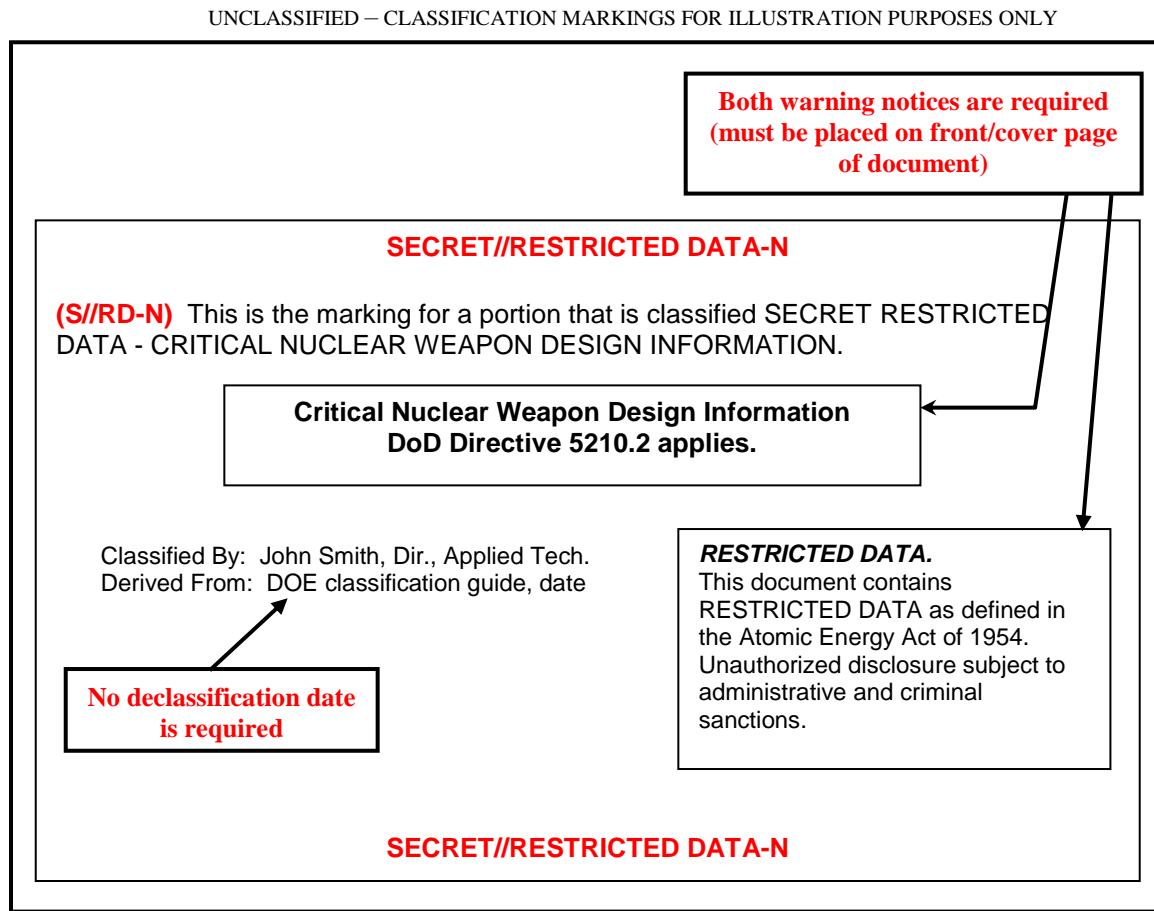 UNCLASSIFIED – CLASSIFICATION MARKINGS FOR ILLUSTRATION PURPOSES ONLY
Both warning notices are required
(must be placed on front/cover page
of document)
SECRET//RESTRICTED DATA-N
(S//RD-N) This is the marking for a portion that is classified SECRET RESTRICTED
DATA - CRITICAL NUCLEAR WEAPON DESIGN INFORMATION.
Critical Nuclear Weapon Design Information
DoD Directive 5210.2 applies.
Classified By: John Smith, Dir., Applied Tech.
Derived From: DOE classification guide, date
No declassification date
is required
RESTRICTED DATA.
This document contains
RESTRICTED DATA as defined in
the Atomic Energy Act of 1954.
Unauthorized disclosure subject to
administrative and criminal
sanctions.
SECRET//RESTRICTED DATA-N